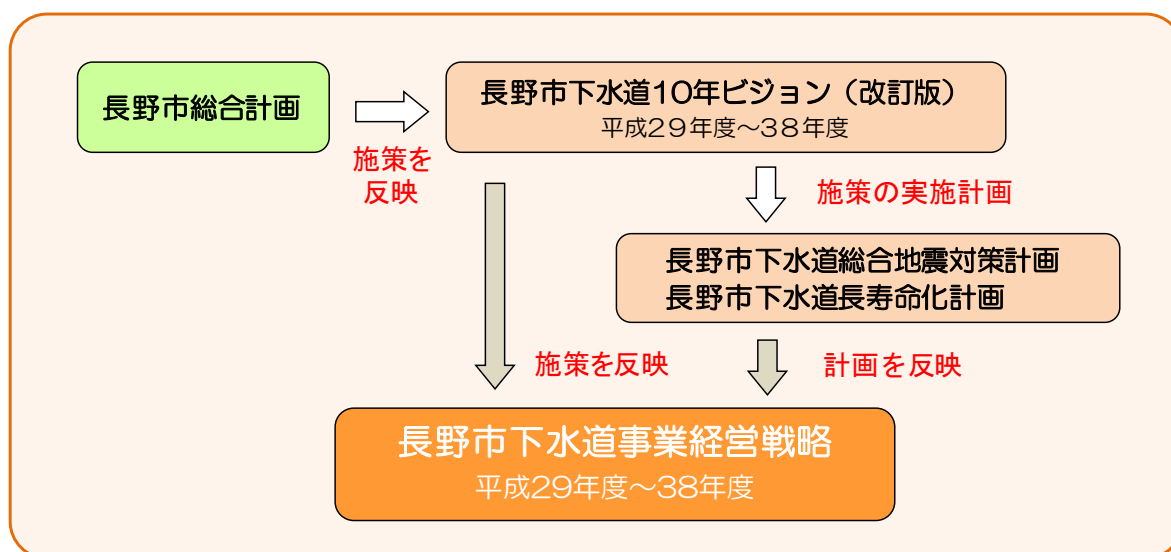 長野市総合計画
長野市下水道10年ビジョン（改訂版）
平成29年度～38年度
施策を
反映
施策の実施計画
長野市下水道総合地震対策計画
長野市下水道長寿命化計画
施策を反映
計画を反映
長野市下水道事業経営戦略
平成29年度～38年度